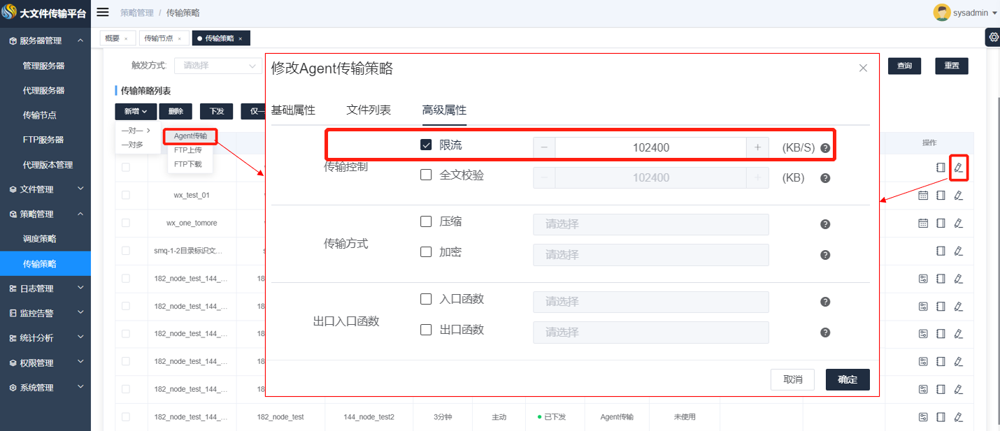 大文件传输平台
策略管理 / 传输策略
sysadmin
概要 ×
传输节点 ×
传输策略 ×
服务器管理
管理服务器
代理服务器
传输节点
FTP服务器
代理版本管理
文件管理
策略管理
调度策略
传输策略
日志管理
监控告警
统计分析
权限管理
系统管理
触发方式:
请选择
查询
重置
传输策略列表
新增
删除
下发
仅一
一对一 >
一对多
Agent传输
FTP上传
FTP下载
操作
wx_test_01
wx_one_tomore
smq-1-2目录标识文...
s
182_node_test_144_...
18
182_node_test_144_...
18
182_node_test_144_...
18
182_node_test_144_...
18
182_node_test_144_...
18
182_node_test_144_...
182_node_test
144_node_test2
3分钟
主动
已下发
Agent传输
未使用
修改Agent传输策略
基础属性
文件列表
高级属性
传输控制
限流
− 102400 +
(KB/S) ?
全文校验
− 102400 +
(KB) ?
传输方式
压缩
请选择
?
加密
请选择
?
出口入口函数
入口函数
请选择
?
出口函数
请选择
?
取消
确定